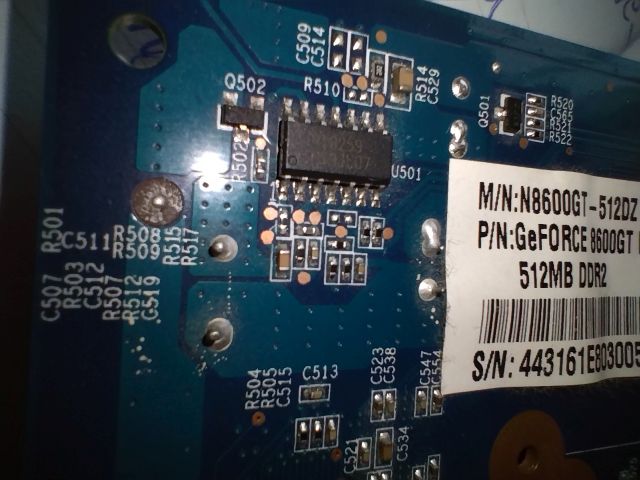 C509
C514
R510
R514
C529
Q502
R502
U501
Q501
R520
C565
R521
R522
M/N:N8600GT-512DZ
P/N:GeFORCE 8600GT
512MB DDR2
S/N: 443161E803005
R501
C511
R508
R509
R516
R517
C507
R503
C512
R507
R512
C519
C513
R504
R505
C515
C523
C538
C547
C554
C521
C534